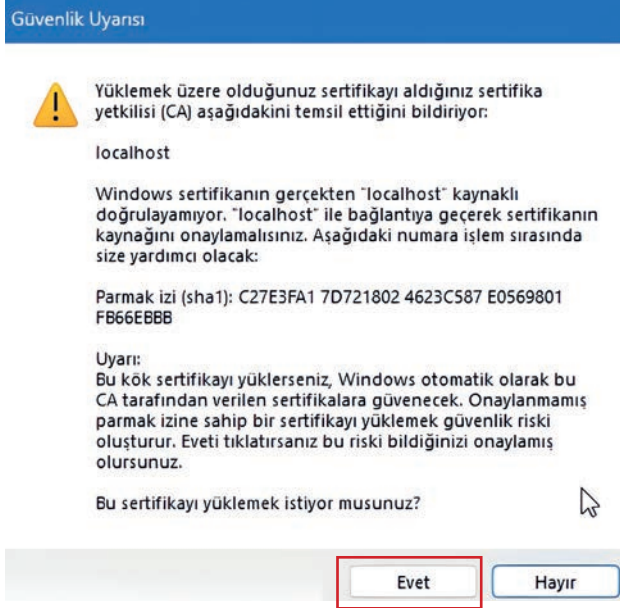 Güvenlik Uyarısı
Yüklemek üzere olduğunuz sertifikayı aldığınız sertifika
yetkilisi (CA) aşağıdakini temsil ettiğini bildiriyor:
localhost
Windows sertifikanın gerçekten "localhost" kaynaklı
doğrulayamıyor. "localhost" ile bağlantıya geçerek sertifikanın
kaynağını onaylamalısınız. Aşağıdaki numara işlem sırasında
size yardımcı olacak:
Parmak izi (sha1): C27E3FA1 7D721802 4623C587 E0569801
FB66EBBB
Uyarı:
Bu kök sertifikayı yüklerseniz, Windows otomatik olarak bu
CA tarafından verilen sertifikalara güvenecek. Onaylanmamış
parmak izine sahip bir sertifikayı yüklemek güvenlik riski
oluşturur. Eveti tıklatırsanız bu riski bildiğinizi onaylamış
olursunuz.
Bu sertifikayı yüklemek istiyor musunuz?
Evet
Hayır